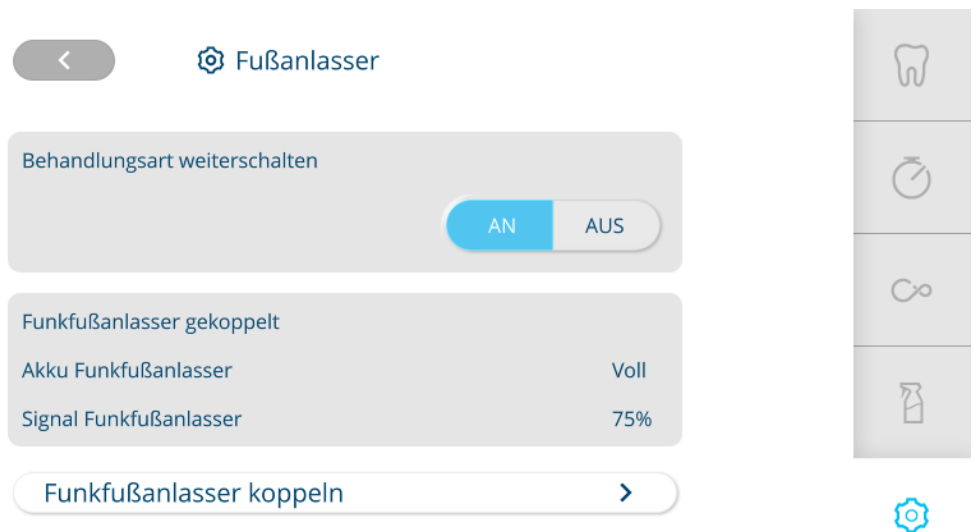 Fußanlasser
Behandlungsart weiterschalten
AN AUS
Funkfußanlasser gekoppelt
Akku Funkfußanlasser Voll
Signal Funkfußanlasser 75%
Funkfußanlasser koppeln